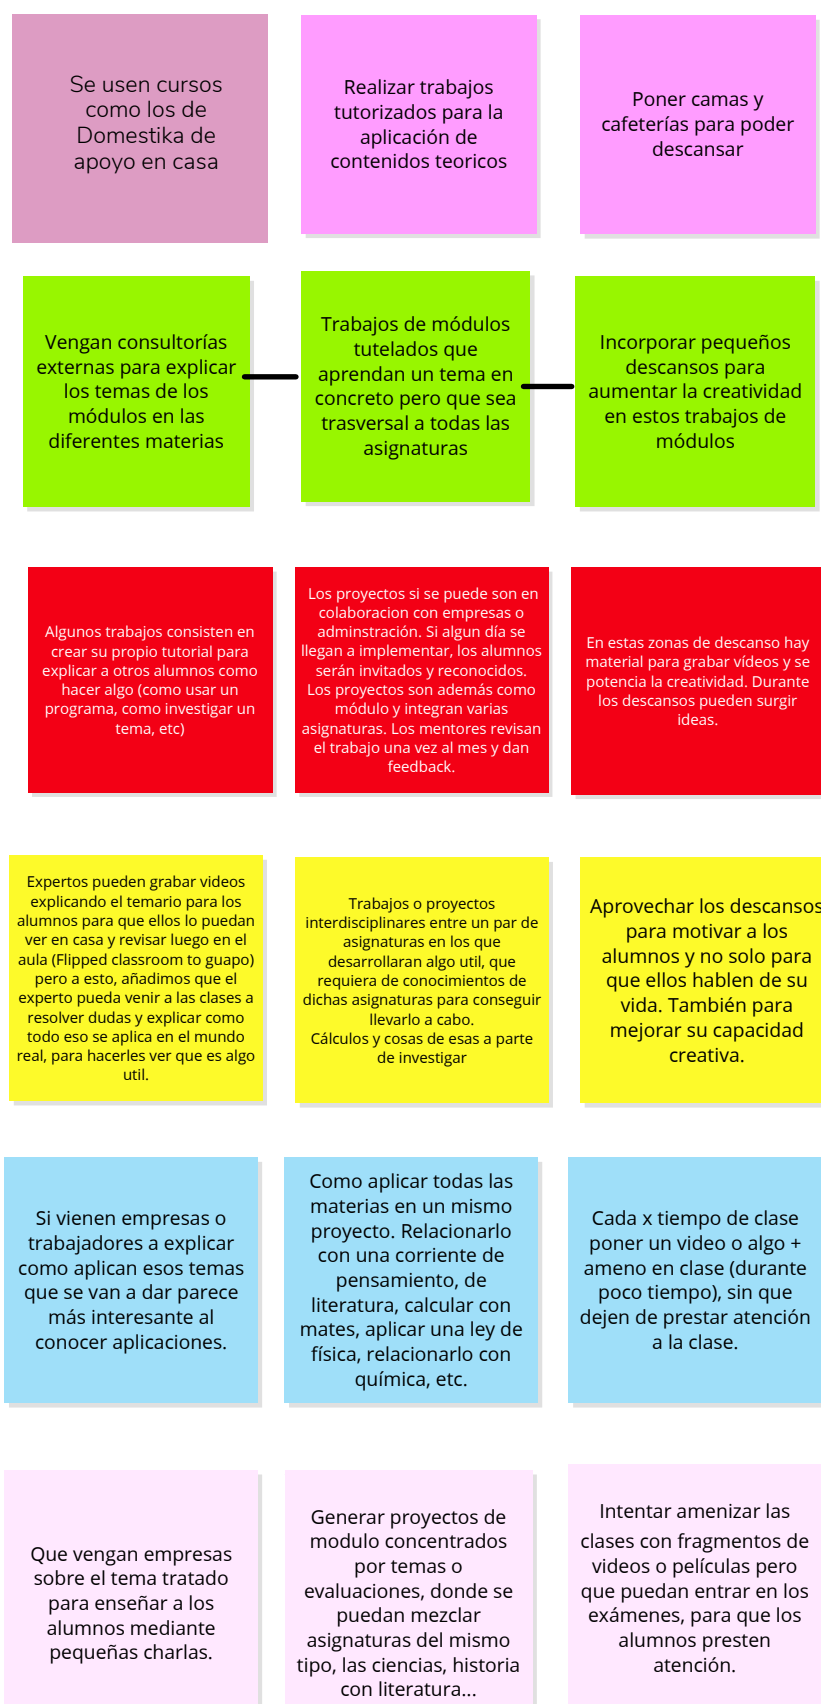 Se usen cursos
como los de
Domestika de
apoyo en casa
Realizar trabajos
tutorizados para la
aplicación de
contenidos teoricos
Poner camas y
cafeterías para poder
descansar
Vengan consultorías
externas para explicar
los temas de los
módulos en las
diferentes materias
Trabajos de módulos
tutelados que
aprendan un tema en
concreto pero que sea
trasversal a todas las
asignaturas
Incorporar pequeños
descansos para
aumentar la creatividad
en estos trabajos de
módulos
Algunos trabajos consisten en
crear su propio tutorial para
explicar a otros alumnos como
hacer algo (como usar un
programa, como investigar un
tema, etc)
Los proyectos si se puede son en
colaboracion con empresas o
adminstración. Si algun día se
llegan a implementar, los alumnos
serán invitados y reconocidos.
Los proyectos son además como
módulo y integran varias
asignaturas. Los mentores revisan
el trabajo una vez al mes y dan
feedback.
En estas zonas de descanso hay
material para grabar vídeos y se
potencia la creatividad. Durante
los descansos pueden surgir
ideas.
Expertos pueden grabar videos
explicando el temario para los
alumnos para que ellos lo puedan
ver en casa y revisar luego en el
aula (Flipped classroom to guapo)
pero a esto, añadimos que el
experto pueda venir a las clases a
resolver dudas y explicar como
todo eso se aplica en el mundo
real, para hacerles ver que es algo
util.
Trabajos o proyectos
interdisciplinares entre un par de
asignaturas en los que
desarrollaran algo util, que
requiera de conocimientos de
dichas asignaturas para conseguir
llevarlo a cabo.
Cálculos y cosas de esas a parte
de investigar
Aprovechar los descansos
para motivar a los
alumnos y no solo para
que ellos hablen de su
vida. También para
mejorar su capacidad
creativa.
Si vienen empresas o
trabajadores a explicar
como aplican esos temas
que se van a dar parece
más interesante al
conocer aplicaciones.
Como aplicar todas las
materias en un mismo
proyecto. Relacionarlo
con una corriente de
pensamiento, de
literatura, calcular con
mates, aplicar una ley de
física, relacionarlo con
química, etc.
Cada x tiempo de clase
poner un video o algo +
ameno en clase (durante
poco tiempo), sin que
dejen de prestar atención
a la clase.
Que vengan empresas
sobre el tema tratado
para enseñar a los
alumnos mediante
pequeñas charlas.
Generar proyectos de
modulo concentrados
por temas o
evaluaciones, donde se
puedan mezclar
asignaturas del mismo
tipo, las ciencias, historia
con literatura...
Intentar amenizar las
clases con fragmentos de
videos o películas pero
que puedan entrar en los
exámenes, para que los
alumnos presten
atención.